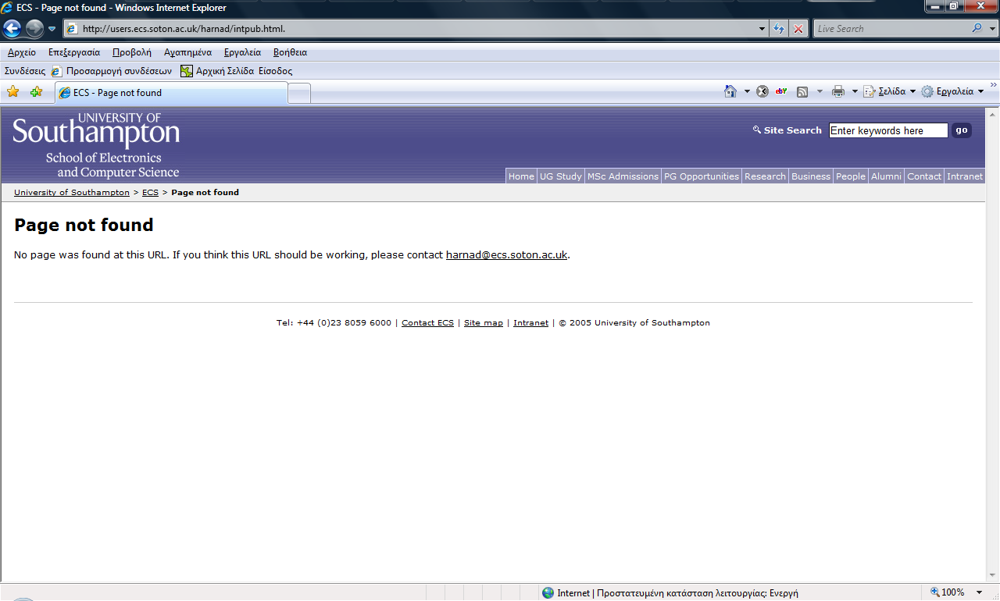 ECS - Page not found - Windows Internet Explorer
http://users.ecs.soton.ac.uk/harnad/intpub.html.
Live Search
Αρχείο Επεξεργασία Προβολή Αγαπημένα Εργαλεία Βοήθεια
Συνδέσεις Προσαρμογή συνδέσεων Αρχική Σελίδα Είσοδος
ECS - Page not found
ebY
Σελίδα
Εργαλεία
UNIVERSITY OF
Southampton
School of Electronics
and Computer Science
Site Search Enter keywords here go
Home UG Study MSc Admissions PG Opportunities Research Business People Alumni Contact Intranet
University of Southampton > ECS > Page not found
Page not found
No page was found at this URL. If you think this URL should be working, please contact harnad@ecs.soton.ac.uk.
Tel: +44 (0)23 8059 6000 | Contact ECS | Site map | Intranet | © 2005 University of Southampton
Internet | Προστατευμένη κατάσταση λειτουργίας: Ενεργή
100%